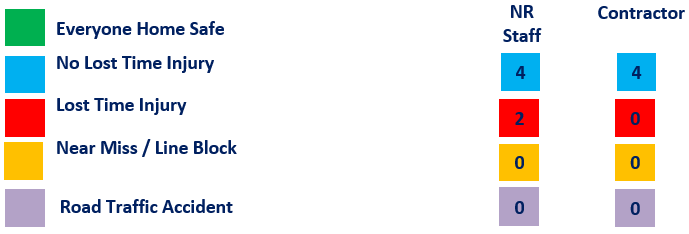 NR Staff
Contractor
Everyone Home Safe
No Lost Time Injury 4 4
Lost Time Injury 2 0
Near Miss / Line Block 0 0
Road Traffic Accident 0 0